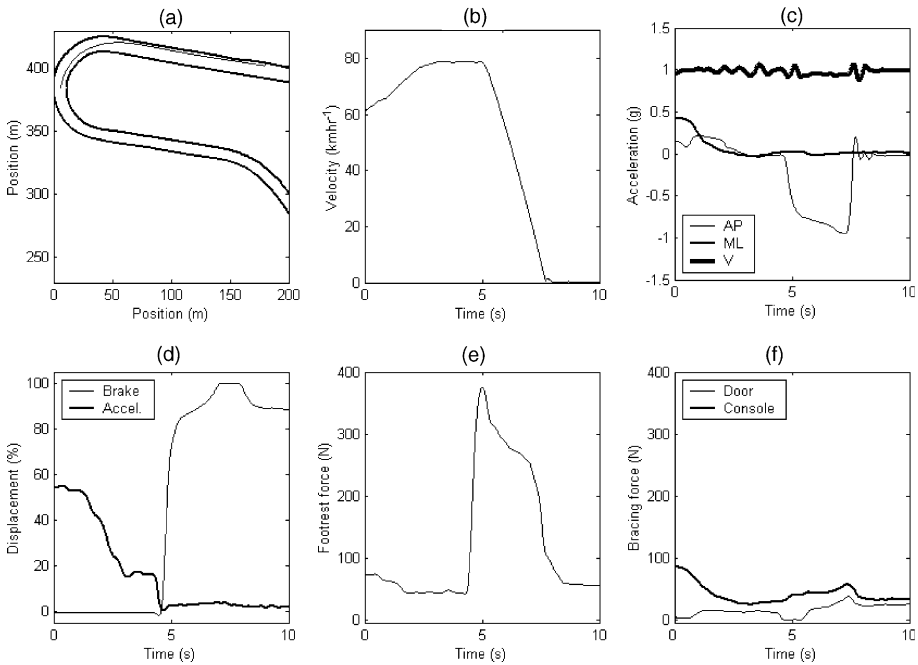 (a)
Position (m)
400
350
300
250
0 50 100 150 200
Position (m)
(b)
Velocity (kmhr⁻¹)
80
60
40
20
0
0 5 10
Time (s)
(c)
Acceleration (g)
1.5
1
0.5
0
-0.5
-1
-1.5
AP
ML
V
0 5 10
Time (s)
(d)
Displacement (%)
100
80
60
40
20
0
Brake
Accel.
0 5 10
Time (s)
(e)
Footrest force (N)
400
300
200
100
0
0 5 10
Time (s)
(f)
Bracing force (N)
400
300
200
100
0
Door
Console
0 5 10
Time (s)